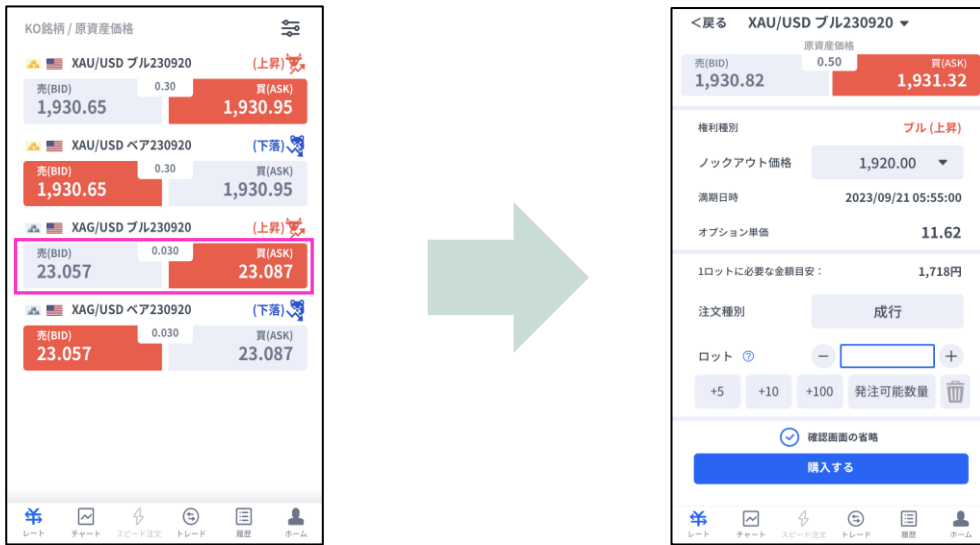 KO銘柄 / 原資産価格
XAU/USD ブル230920 (上昇)
売(BID) 0.30 買(ASK)
1,930.65 1,930.95
XAU/USD ベア230920 (下落)
売(BID) 0.30 買(ASK)
1,930.65 1,930.95
XAG/USD ブル230920 (上昇)
売(BID) 0.030 買(ASK)
23.057 23.087
XAG/USD ベア230920 (下落)
売(BID) 0.030 買(ASK)
23.057 23.087
レート チャート スピード注文 トレード 履歴 ホーム
<戻る XAU/USD ブル230920
原資産価格
売(BID) 0.50 買(ASK)
1,930.82 1,931.32
権利種別 ブル (上昇)
ノックアウト価格 1,920.00
満期日時 2023/09/21 05:55:00
オプション単価 11.62
1ロットに必要な金額目安： 1,718円
注文種別 成行
ロット ? − +
+5 +10 +100 発注可能数量
確認画面の省略
購入する
レート チャート スピード注文 トレード 履歴 ホーム